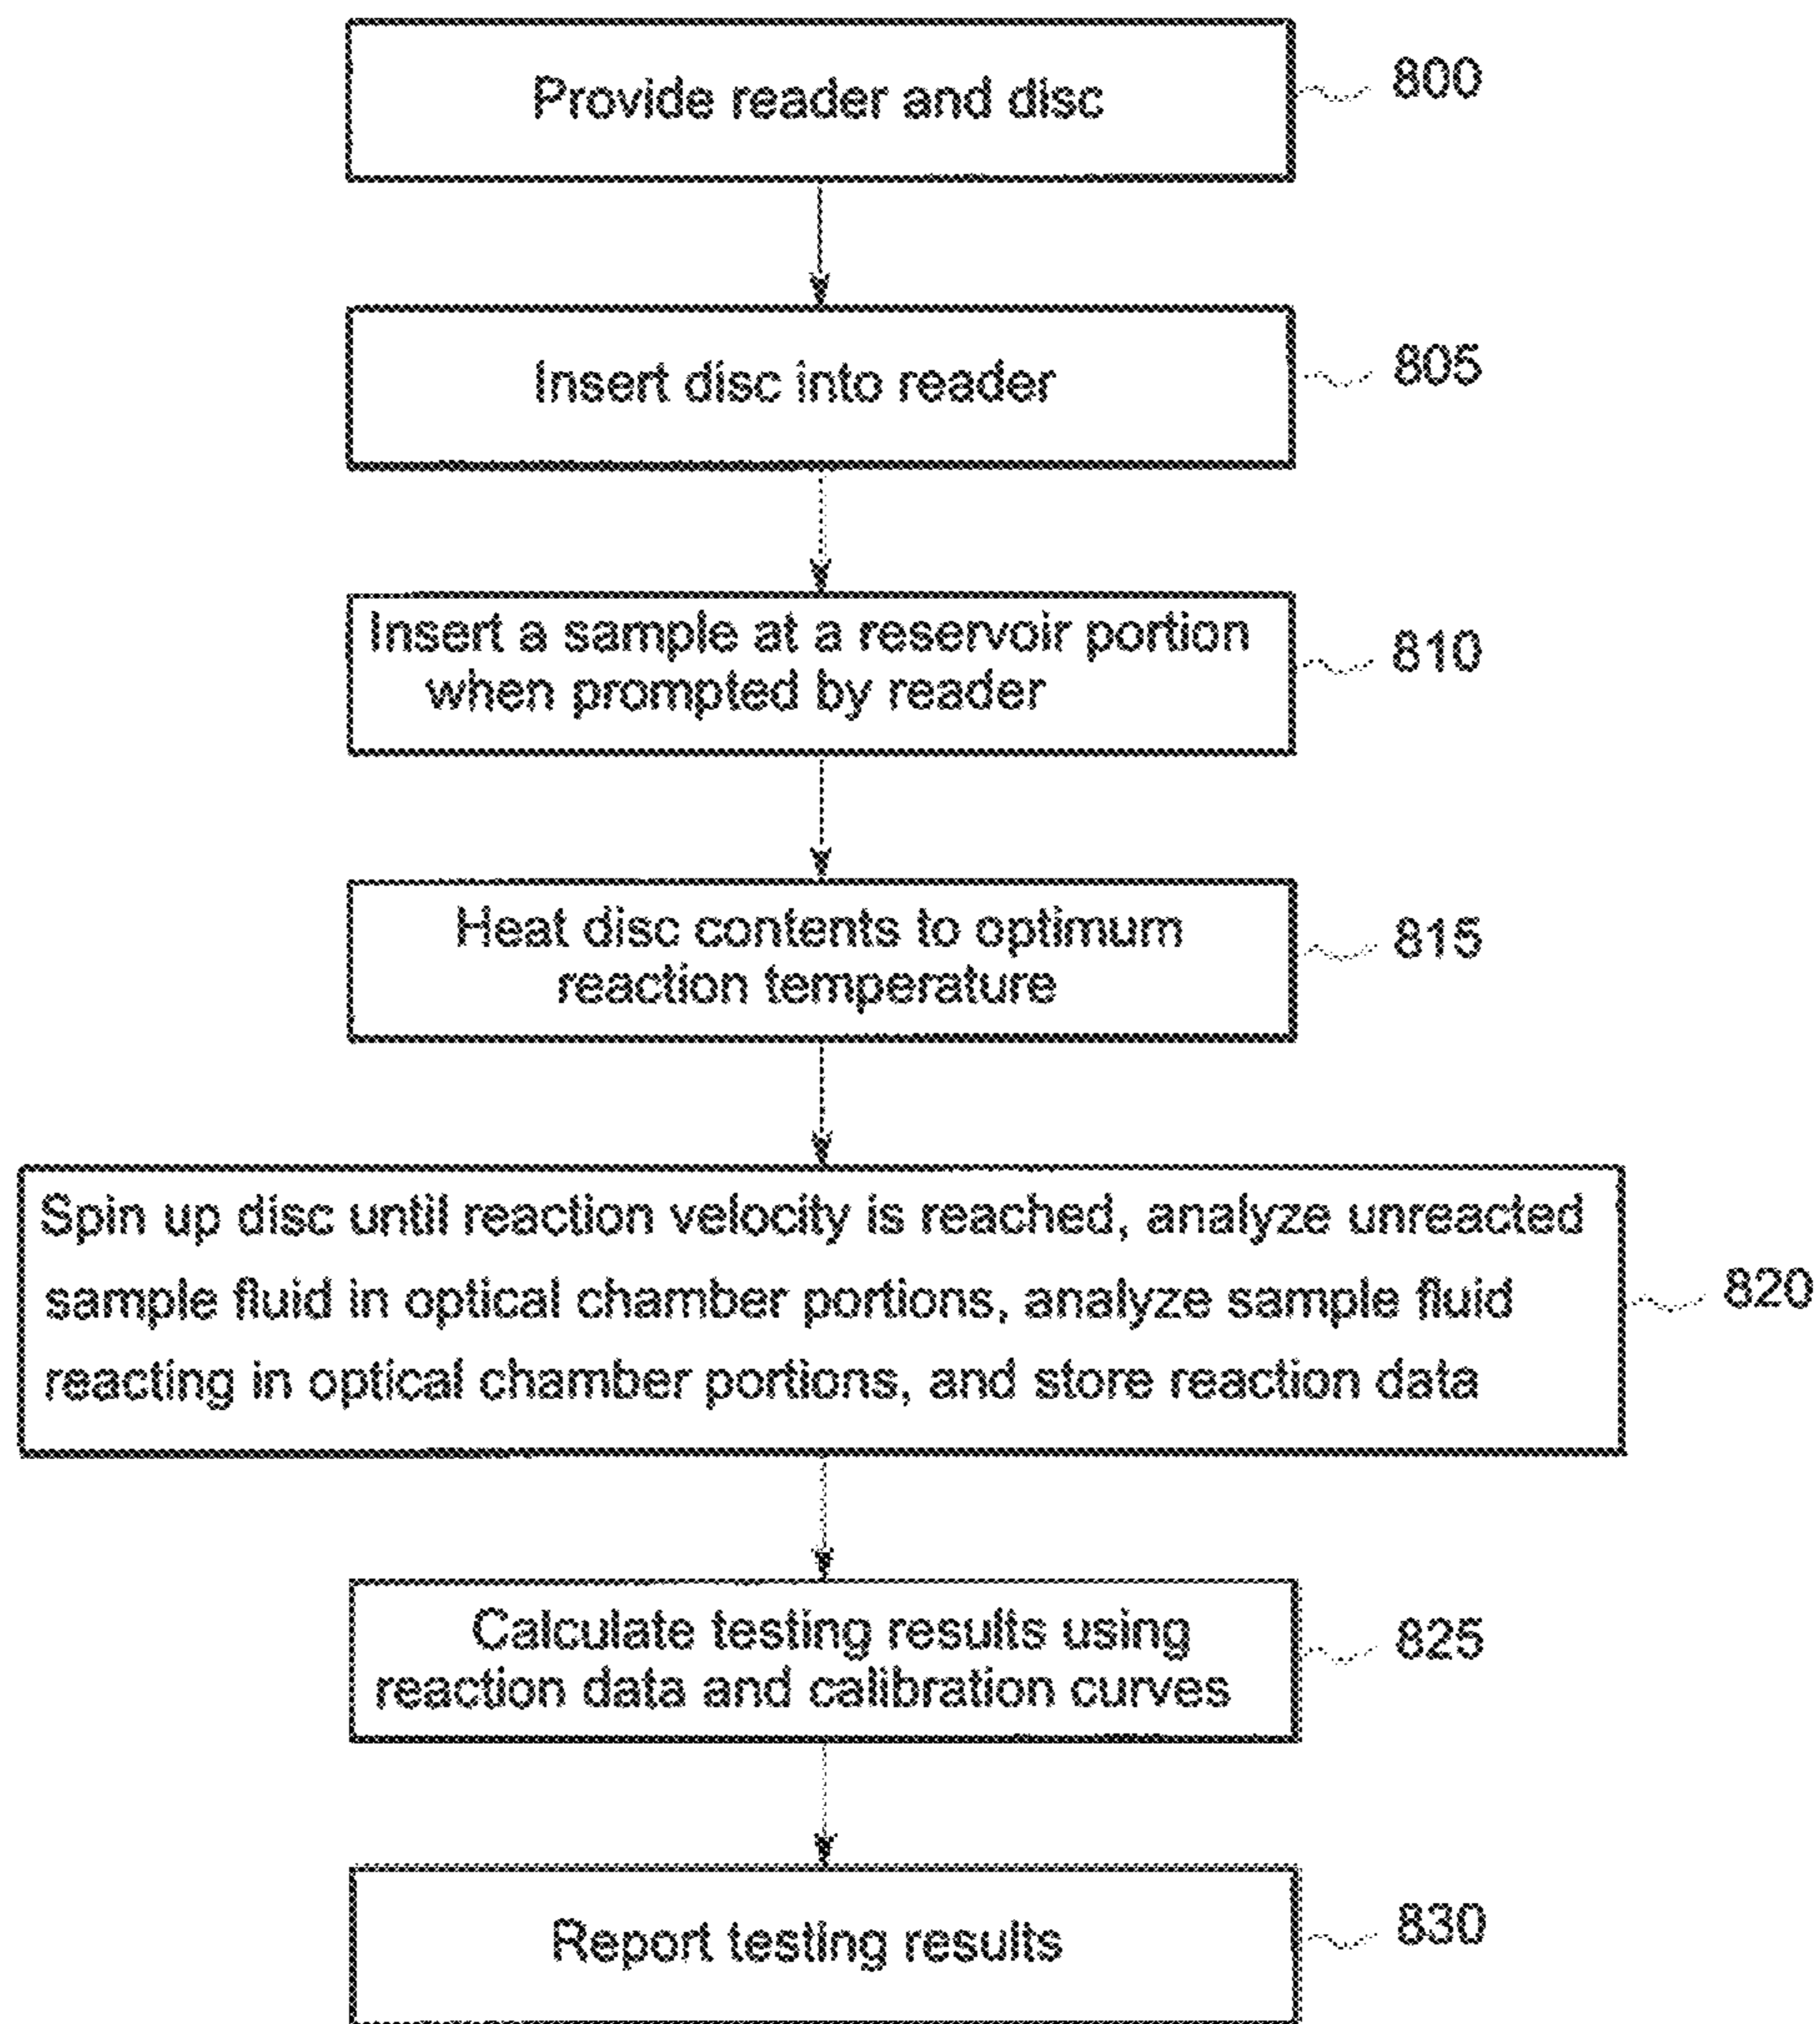 Provide reader and disc
800
Insert disc into reader
805
Insert a sample at a reservoir portion
when prompted by reader
810
Heat disc contents to optimum
reaction temperature
815
Spin up disc until reaction velocity is reached, analyze unreacted
sample fluid in optical chamber portions, analyze sample fluid
reacting in optical chamber portions, and store reaction data
820
Calculate testing results using
reaction data and calibration curves
825
Report testing results
830